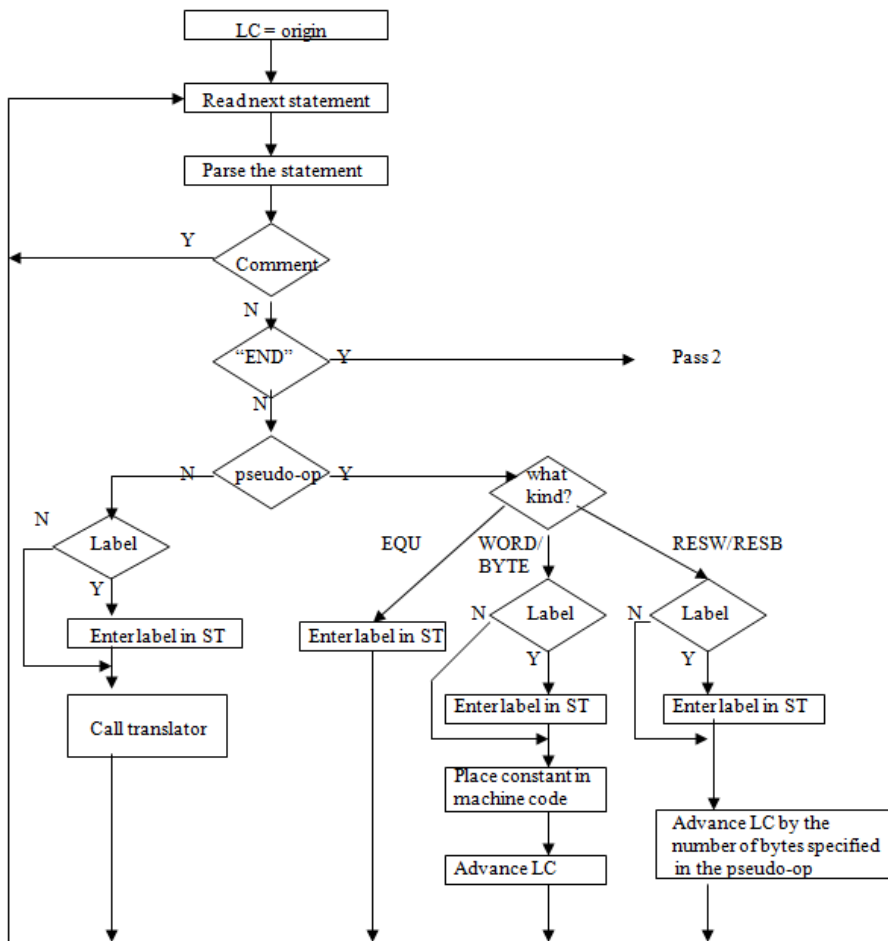 LC = origin
Read next statement
Parse the statement
Y
Comment
N
“END”
Y
Pass 2
N
N
pseudo-op
Y
what
kind?
N
Label
Y
Enter label in ST
Call translator
EQU
WORD/
BYTE
RESW/RESB
Enter label in ST
N
Label
Y
Enter label in ST
Place constant in
machine code
Advance LC
N
Label
Y
Enter label in ST
Advance LC by the
number of bytes specified
in the pseudo-op